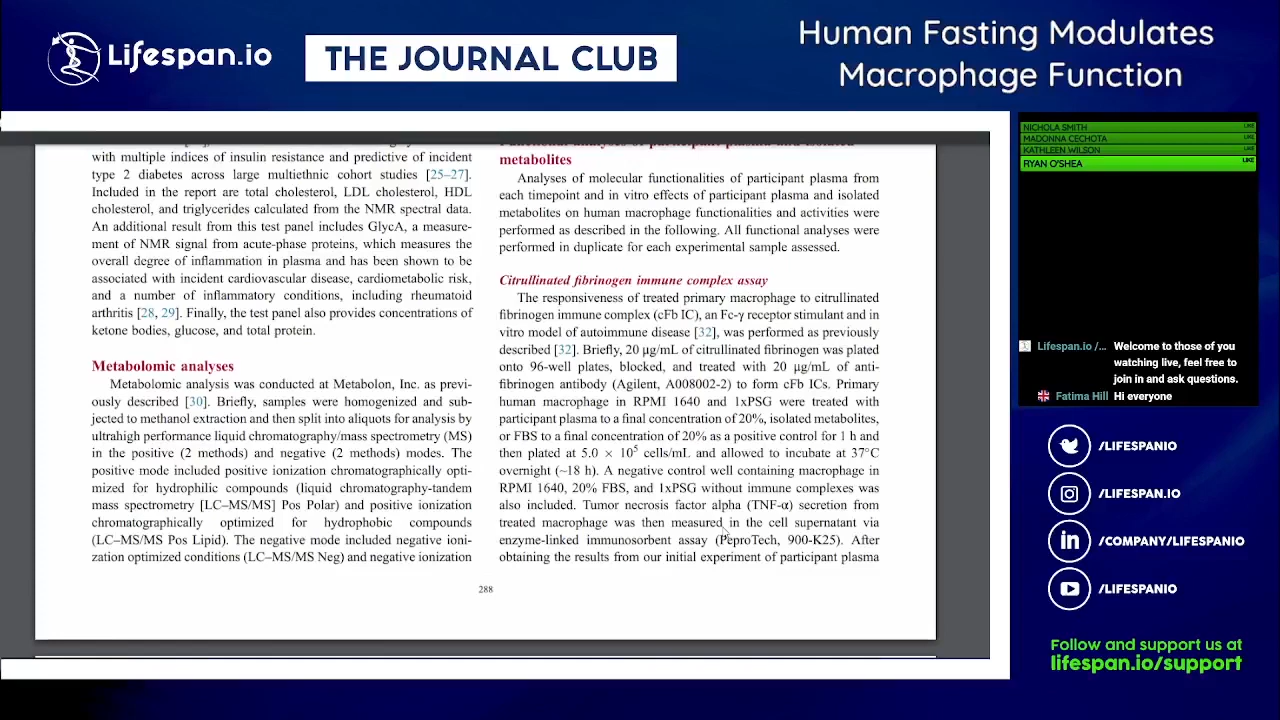 Lifespan.io
THE JOURNAL CLUB
Human Fasting Modulates
Macrophage Function
with multiple indices of insulin resistance and predictive of incident
type 2 diabetes across large multiethnic cohort studies [25–27].
Included in the report are total cholesterol, LDL cholesterol, HDL
cholesterol, and triglycerides calculated from the NMR spectral data.
An additional result from this test panel includes GlycA, a measure-
ment of NMR signal from acute-phase proteins, which measures the
overall degree of inflammation in plasma and has been shown to be
associated with incident cardiovascular disease, cardiometabolic risk,
and a number of inflammatory conditions, including rheumatoid
arthritis [28, 29]. Finally, the test panel also provides concentrations of
ketone bodies, glucose, and total protein.
Metabolomic analyses
Metabolomic analysis was conducted at Metabolon, Inc. as previ-
ously described [30]. Briefly, samples were homogenized and sub-
jected to methanol extraction and then split into aliquots for analysis by
ultrahigh performance liquid chromatography/mass spectrometry (MS)
in the positive (2 methods) and negative (2 methods) modes. The
positive mode included positive ionization chromatographically opti-
mized for hydrophilic compounds (liquid chromatography-tandem
mass spectrometry [LC–MS/MS] Pos Polar) and positive ionization
chromatographically optimized for hydrophobic compounds
(LC–MS/MS Pos Lipid). The negative mode included negative ioni-
zation optimized conditions (LC–MS/MS Neg) and negative ionization
metabolites
Analyses of molecular functionalities of participant plasma from
each timepoint and in vitro effects of participant plasma and isolated
metabolites on human macrophage functionalities and activities were
performed as described in the following. All functional analyses were
performed in duplicate for each experimental sample assessed.
Citrullinated fibrinogen immune complex assay
The responsiveness of treated primary macrophage to citrullinated
fibrinogen immune complex (cFb IC), an Fc-γ receptor stimulant and in
vitro model of autoimmune disease [32], was performed as previously
described [32]. Briefly, 20 μg/mL of citrullinated fibrinogen was plated
onto 96-well plates, blocked, and treated with 20 μg/mL of anti-
fibrinogen antibody (Agilent, A008002-2) to form cFb ICs. Primary
human macrophage in RPMI 1640 and 1xPSG were treated with
participant plasma to a final concentration of 20%, isolated metabolites,
or FBS to a final concentration of 20% as a positive control for 1 h and
then plated at 5.0 × 10⁵ cells/mL and allowed to incubate at 37°C
overnight (~18 h). A negative control well containing macrophage in
RPMI 1640, 20% FBS, and 1xPSG without immune complexes was
also included. Tumor necrosis factor alpha (TNF-α) secretion from
treated macrophage was then measured in the cell supernatant via
enzyme-linked immunosorbent assay (PeproTech, 900-K25). After
obtaining the results from our initial experiment of participant plasma
288
NICHOLA SMITH LIKE
MADONNA CECHOTA LIKE
KATHLEEN WILSON LIKE
RYAN O'SHEA LIKE
Lifespan.io /... Welcome to those of you
watching live, feel free to
join in and ask questions.
Fatima Hill Hi everyone
/LIFESPANIO
/LIFESPAN.IO
/COMPANY/LIFESPANIO
/LIFESPANIO
Follow and support us at
lifespan.io/support